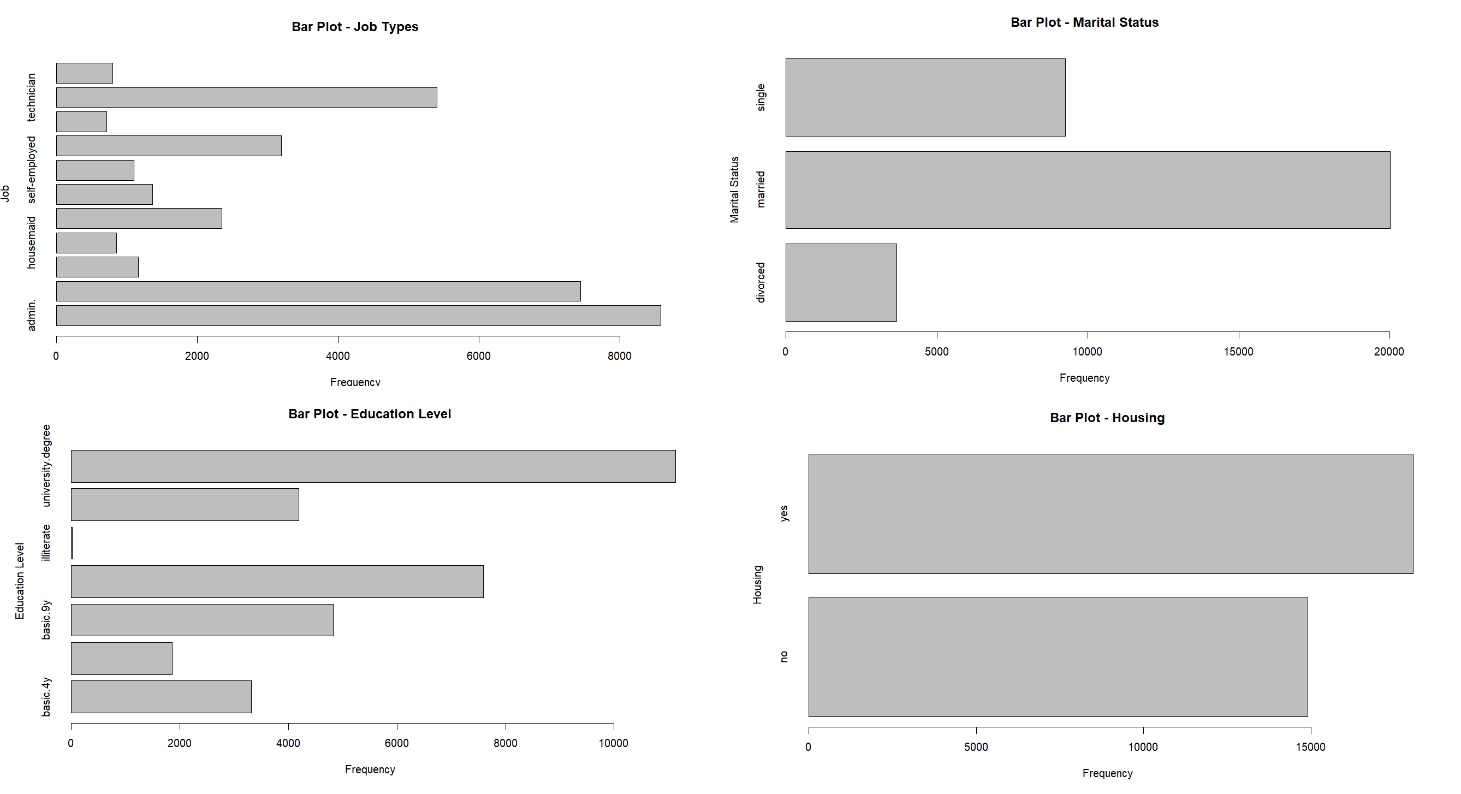 Bar Plot - Job Types
Job
technician
self-employed
housemaid
admin.
0 2000 4000 6000 8000
Frequency
Bar Plot - Marital Status
Marital Status
single
married
divorced
0 5000 10000 15000 20000
Frequency
Bar Plot - Education Level
Education Level
university.degree
illiterate
basic.9y
basic.4y
0 2000 4000 6000 8000 10000
Frequency
Bar Plot - Housing
Housing
yes
no
0 5000 10000 15000
Frequency